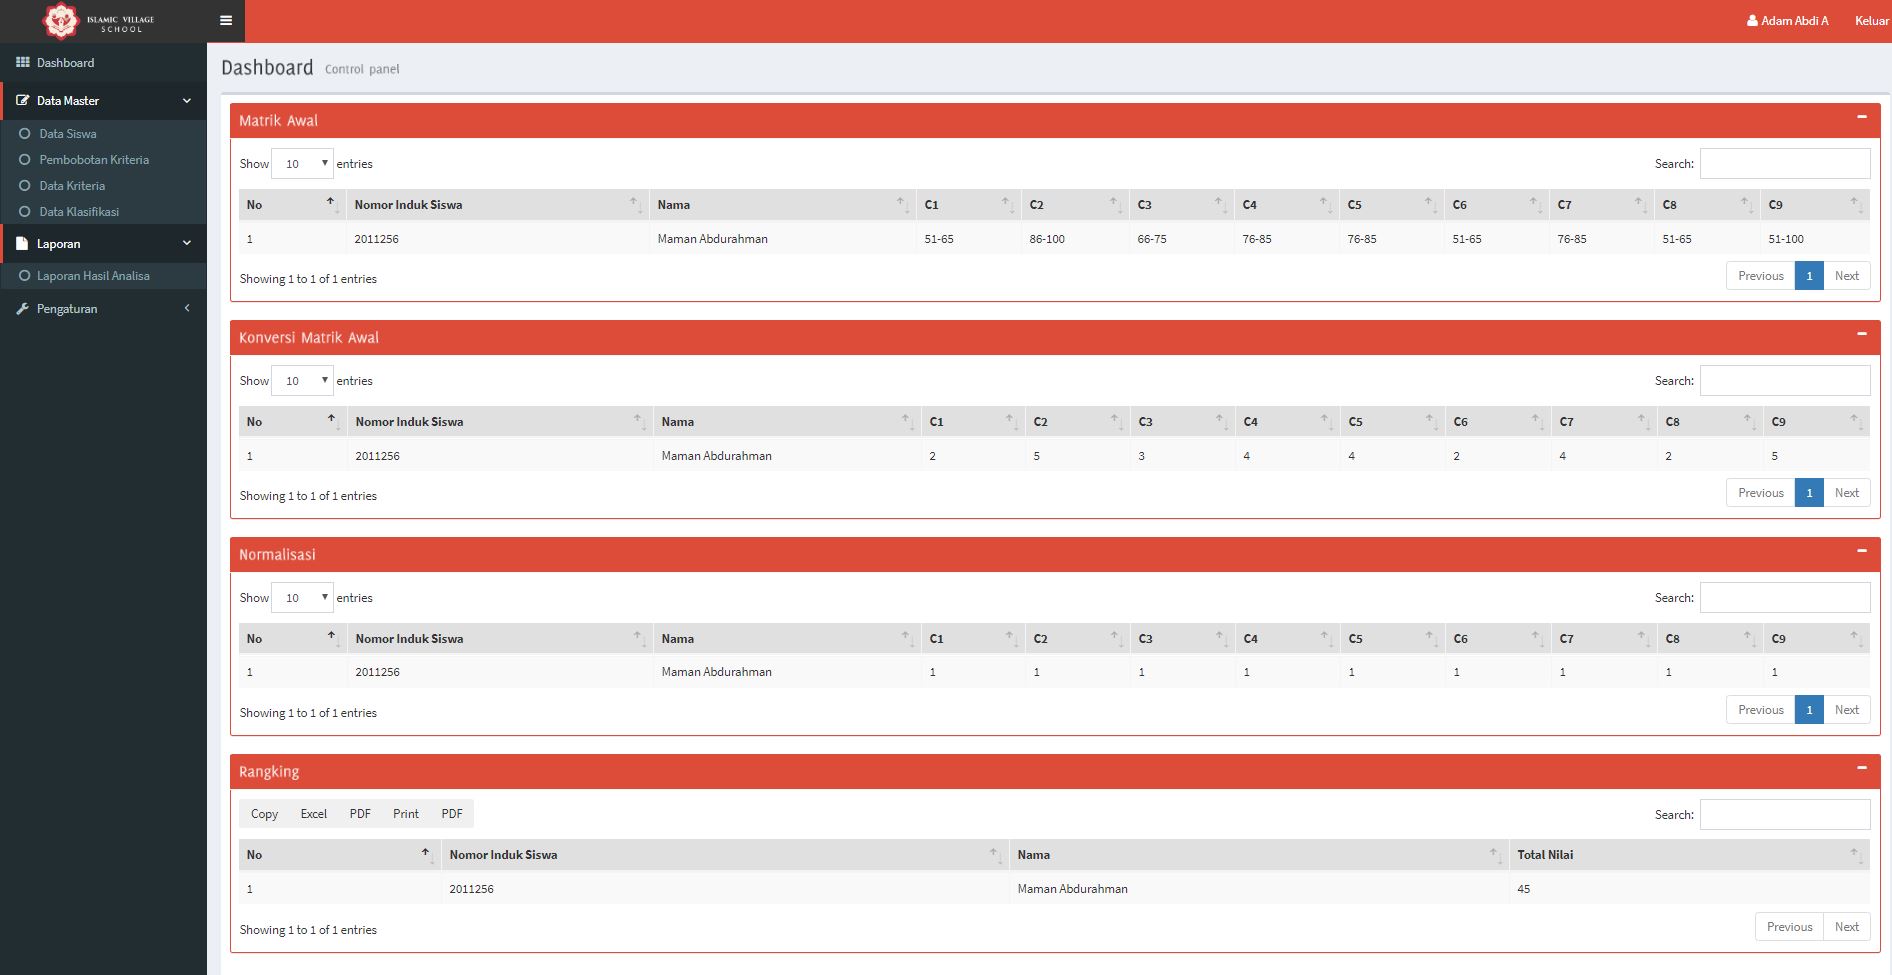 ISLAMIC VILLAGE
SCHOOL
Adam Abdi A Keluar
Dashboard
Data Master
Data Siswa
Pembobotan Kriteria
Data Kriteria
Data Klasifikasi
Laporan
Laporan Hasil Analisa
Pengaturan
Dashboard Control panel
Matrik Awal
Show 10 entries Search:
No Nomor Induk Siswa Nama C1 C2 C3 C4 C5 C6 C7 C8 C9
1 2011256 Maman Abdurahman 51-65 86-100 66-75 76-85 76-85 51-65 76-85 51-65 51-100
Showing 1 to 1 of 1 entries Previous 1 Next
Konversi Matrik Awal
Show 10 entries Search:
No Nomor Induk Siswa Nama C1 C2 C3 C4 C5 C6 C7 C8 C9
1 2011256 Maman Abdurahman 2 5 3 4 4 2 4 2 5
Showing 1 to 1 of 1 entries Previous 1 Next
Normalisasi
Show 10 entries Search:
No Nomor Induk Siswa Nama C1 C2 C3 C4 C5 C6 C7 C8 C9
1 2011256 Maman Abdurahman 1 1 1 1 1 1 1 1 1
Showing 1 to 1 of 1 entries Previous 1 Next
Rangking
Copy Excel PDF Print PDF Search:
No Nomor Induk Siswa Nama Total Nilai
1 2011256 Maman Abdurahman 45
Showing 1 to 1 of 1 entries Previous Next